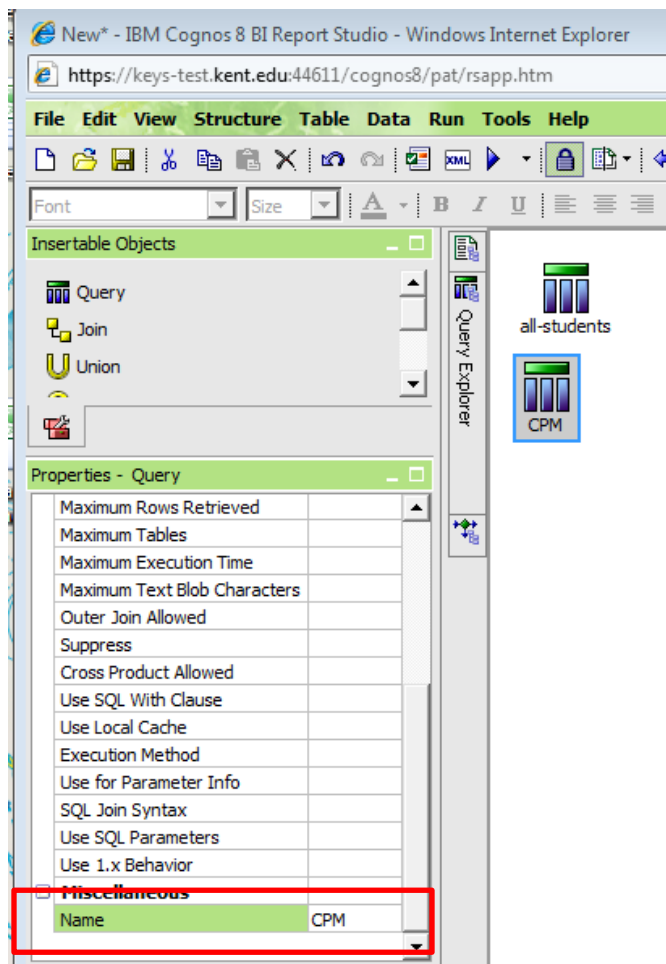 New* - IBM Cognos 8 BI Report Studio - Windows Internet Explorer
https://keys-test.kent.edu:44611/cognos8/pat/rsapp.htm
File Edit View Structure Table Data Run Tools Help
XML
Font Size A B I U
Insertable Objects
Query
Join
Union
Properties - Query
Maximum Rows Retrieved
Maximum Tables
Maximum Execution Time
Maximum Text Blob Characters
Outer Join Allowed
Suppress
Cross Product Allowed
Use SQL With Clause
Use Local Cache
Execution Method
Use for Parameter Info
SQL Join Syntax
Use SQL Parameters
Use 1.x Behavior
Miscellaneous
Name CPM
Query Explorer
all-students
CPM